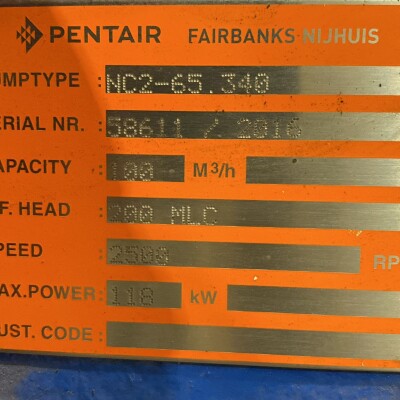 PENTAIR FAIRBANKS NIJHUIS
UMPTYPE : NC2-65.340
ERIAL NR. : 58611 / 2016
APACITY : 100 M³/h
F. HEAD : 200 MLC
PEED : 2500 RP
AX.POWER : 118 kW
UST. CODE :